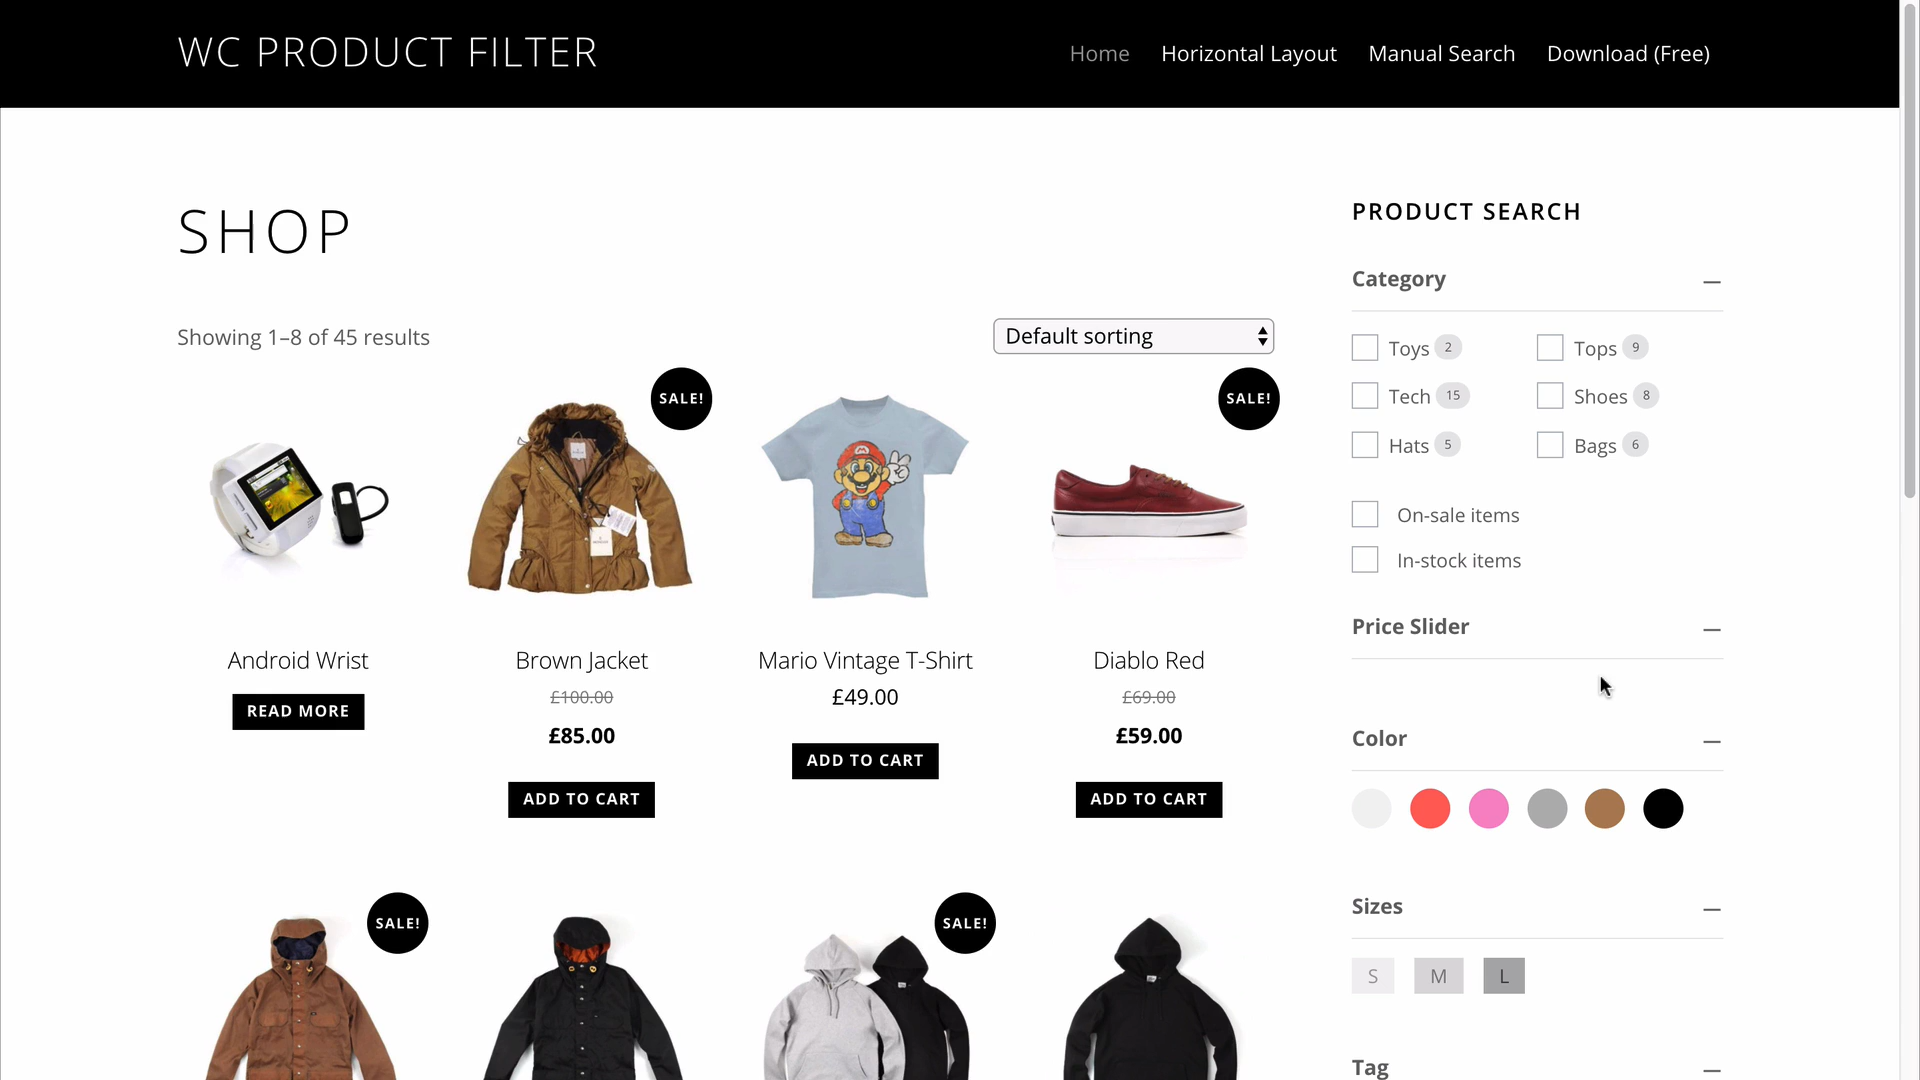 WC PRODUCT FILTER
Home Horizontal Layout Manual Search Download (Free)
SHOP
Showing 1–8 of 45 results
Default sorting
SALE!
SALE!
Android Wrist
READ MORE
Brown Jacket
£100.00
£85.00
ADD TO CART
Mario Vintage T-Shirt
£49.00
ADD TO CART
Diablo Red
£69.00
£59.00
ADD TO CART
SALE!
SALE!
PRODUCT SEARCH
Category
Toys 2
Tops 9
Tech 15
Shoes 8
Hats 5
Bags 6
On-sale items
In-stock items
Price Slider
Color
Sizes
S M L
Tag